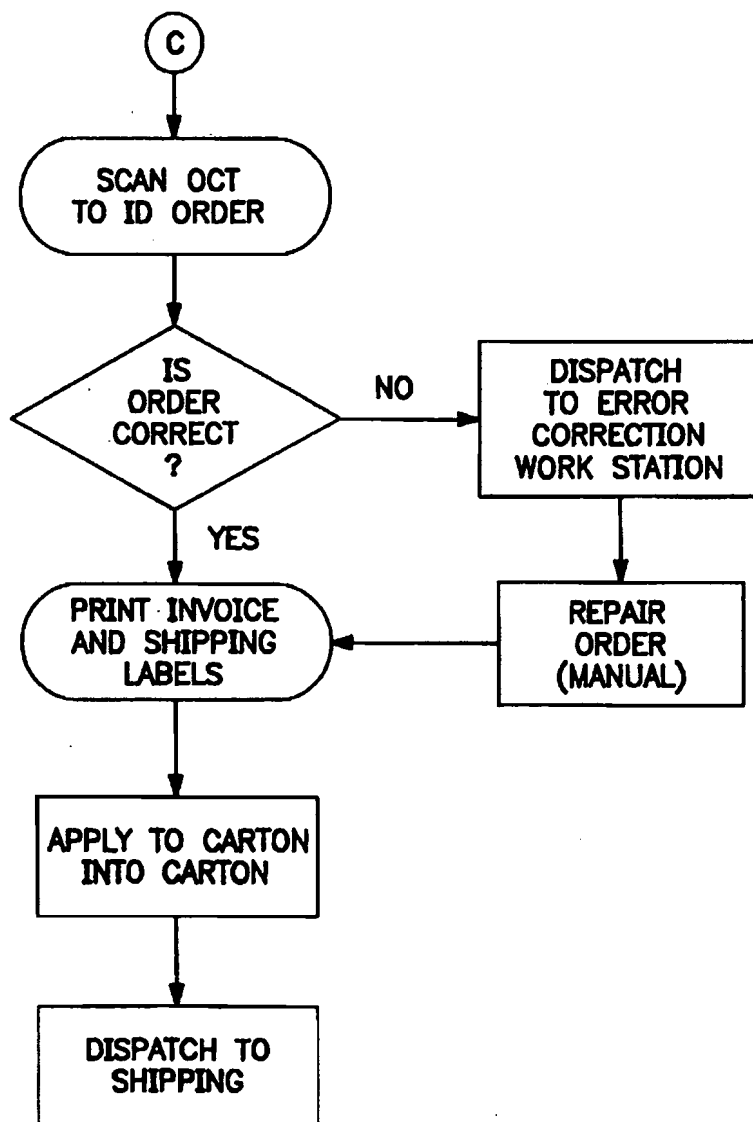 C
SCAN OCT
TO ID ORDER
IS
ORDER
CORRECT
?
NO
DISPATCH
TO ERROR
CORRECTION
WORK STATION
YES
PRINT INVOICE
AND SHIPPING
LABELS
REPAIR
ORDER
(MANUAL)
APPLY TO CARTON
INTO CARTON
DISPATCH TO
SHIPPING